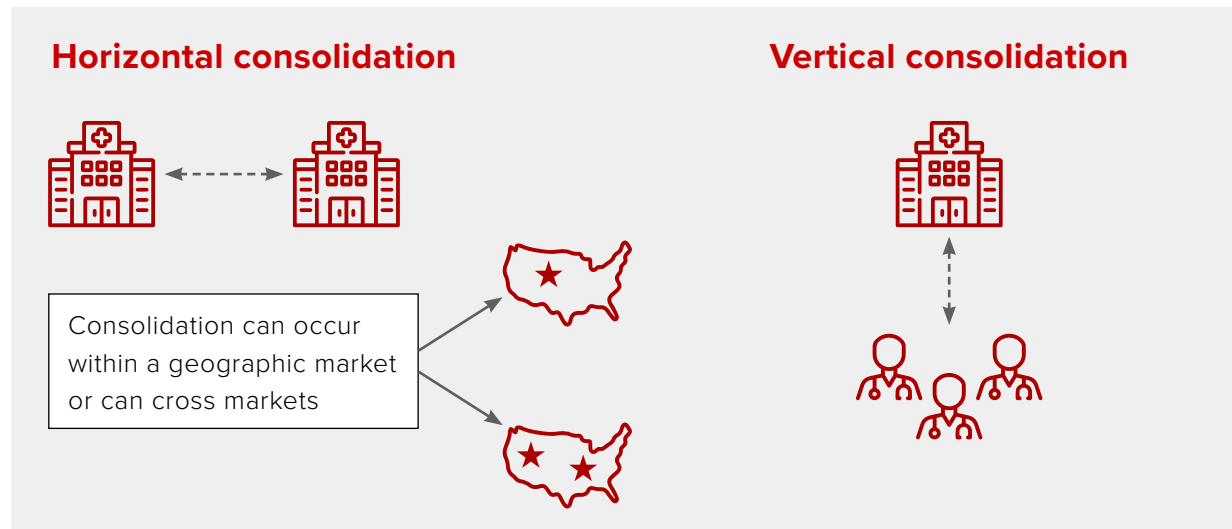 Horizontal consolidation
Vertical consolidation
Consolidation can occur
within a geographic market
or can cross markets